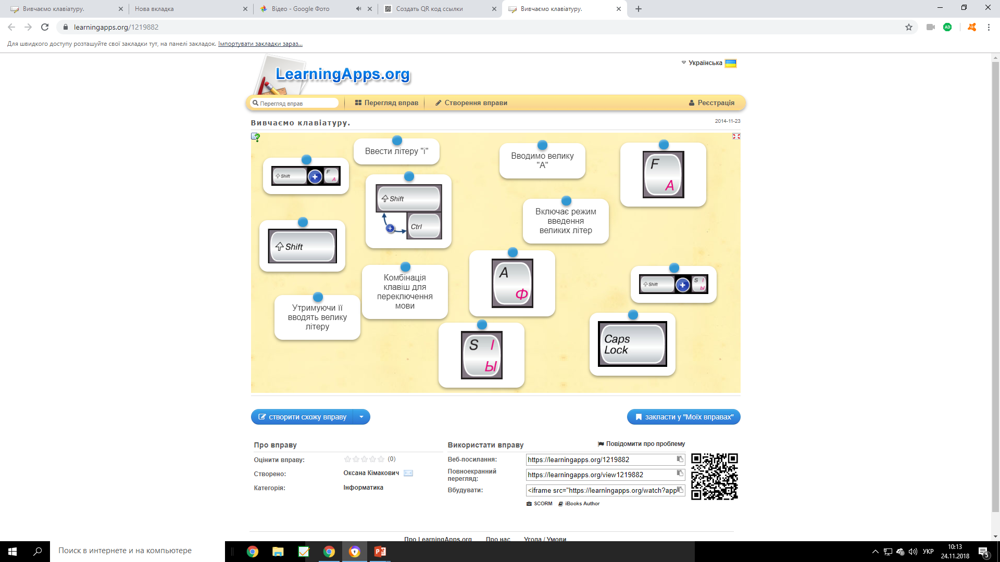 Вивчаємо клавіатуру.
Нова вкладка
Відео - Google Фото
Создать QR код ссылки
Вивчаємо клавіатуру.
learningapps.org/1219882
Для швидкого доступу розташуйте свої закладки тут, на панелі закладок. Імпортувати закладки зараз...
LearningApps.org
Українська
Перегляд вправ
Перегляд вправ
Створення вправи
Реєстрація
Вивчаємо клавіатуру.
2014-11-23
Ввести літеру "і"
Вводимо велику
"А"
F
А
Shift
F
А
Shift
Ctrl
Включає режим
введення
великих літер
Shift
A
Ф
Комбінація
клавіш для
переключення
мови
Shift
S І
Ы
Утримуючи її
вводять велику
літеру
S І
Ы
Caps
Lock
створити схожу вправу
закласти у "Моїх вправах"
Про вправу
Оцінити вправу:
(0)
Створено:
Оксана Кімакович
Категорія:
Інформатика
Використати вправу
Повідомити про проблему
Веб-посилання:
https://learningapps.org/1219882
Повноекранний
перегляд:
https://learningapps.org/view1219882
Вбудувати:
<iframe src="https://learningapps.org/watch?app
SCORM
iBooks Author
Про LearningApps.org
Про нас
Угода / Умови
Поиск в интернете и на компьютере
УКР
10:13
24.11.2018
5